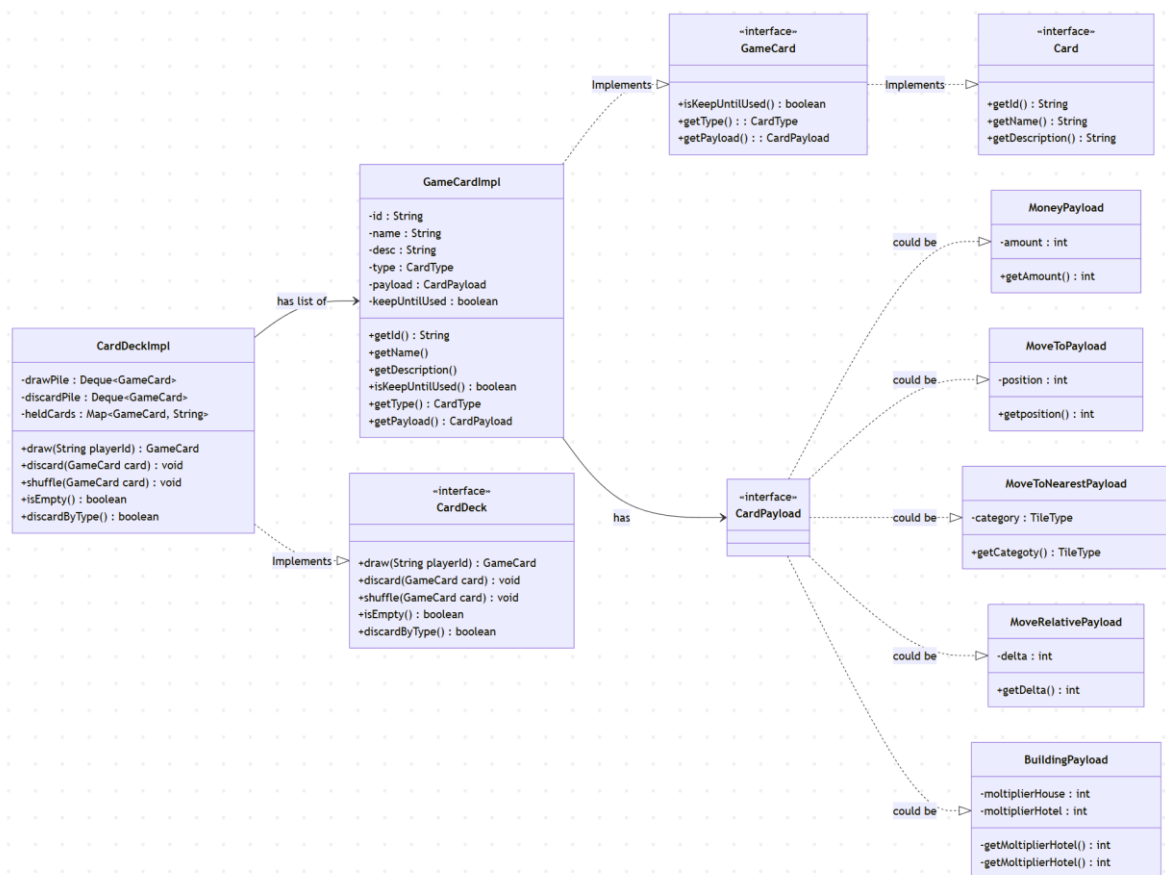 «interface»
GameCard
+isKeepUntilUsed() : boolean
+getType() : : CardType
+getPayload() : : CardPayload
Implements
«interface»
Card
+getId() : String
+getName() : String
+getDescription() : String
Implements
GameCardImpl
-id : String
-name : String
-desc : String
-type : CardType
-payload : CardPayload
-keepUntilUsed : boolean
+getId() : String
+getName()
+getDescription()
+isKeepUntilUsed() : boolean
+getType() : CardType
+getPayload() : CardPayload
has list of
CardDeckImpl
-drawPile : Deque<GameCard>
-discardPile : Deque<GameCard>
-heldCards : Map<GameCard, String>
+draw(String playerId) : GameCard
+discard(GameCard card) : void
+shuffle(GameCard card) : void
+isEmpty() : boolean
+discardByType() : boolean
Implements
«interface»
CardDeck
+draw(String playerId) : GameCard
+discard(GameCard card) : void
+shuffle(GameCard card) : void
+isEmpty() : boolean
+discardByType() : boolean
has
«interface»
CardPayload
could be
MoneyPayload
-amount : int
+getAmount() : int
could be
MoveToPayload
-position : int
+getposition() : int
could be
MoveToNearestPayload
-category : TileType
+getCategoty() : TileType
could be
MoveRelativePayload
-delta : int
+getDelta() : int
could be
BuildingPayload
-moltiplierHouse : int
-moltiplierHotel : int
-getMoltiplierHotel() : int
-getMoltiplierHotel() : int